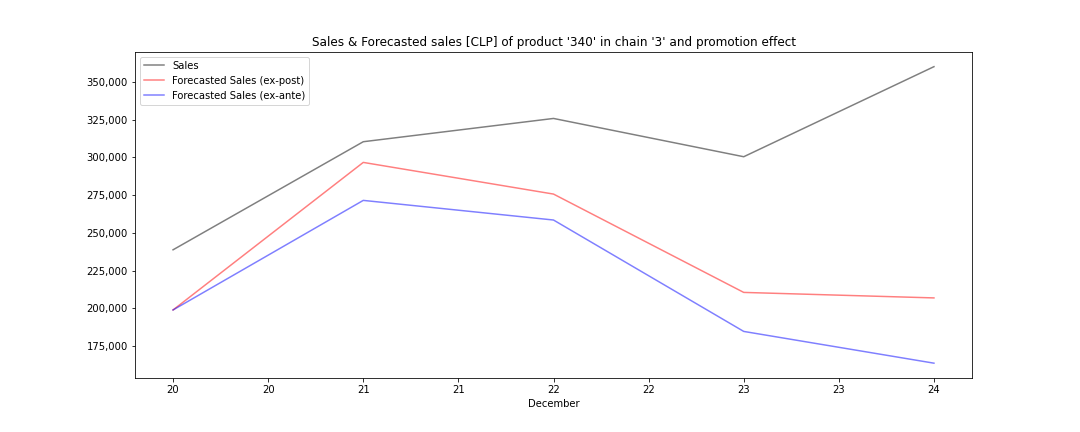 Sales & Forecasted sales [CLP] of product '340' in chain '3' and promotion effect
Sales
Forecasted Sales (ex-post)
Forecasted Sales (ex-ante)
350,000
325,000
300,000
275,000
250,000
225,000
200,000
175,000
20 20 21 21 22 22 23 23 24
December